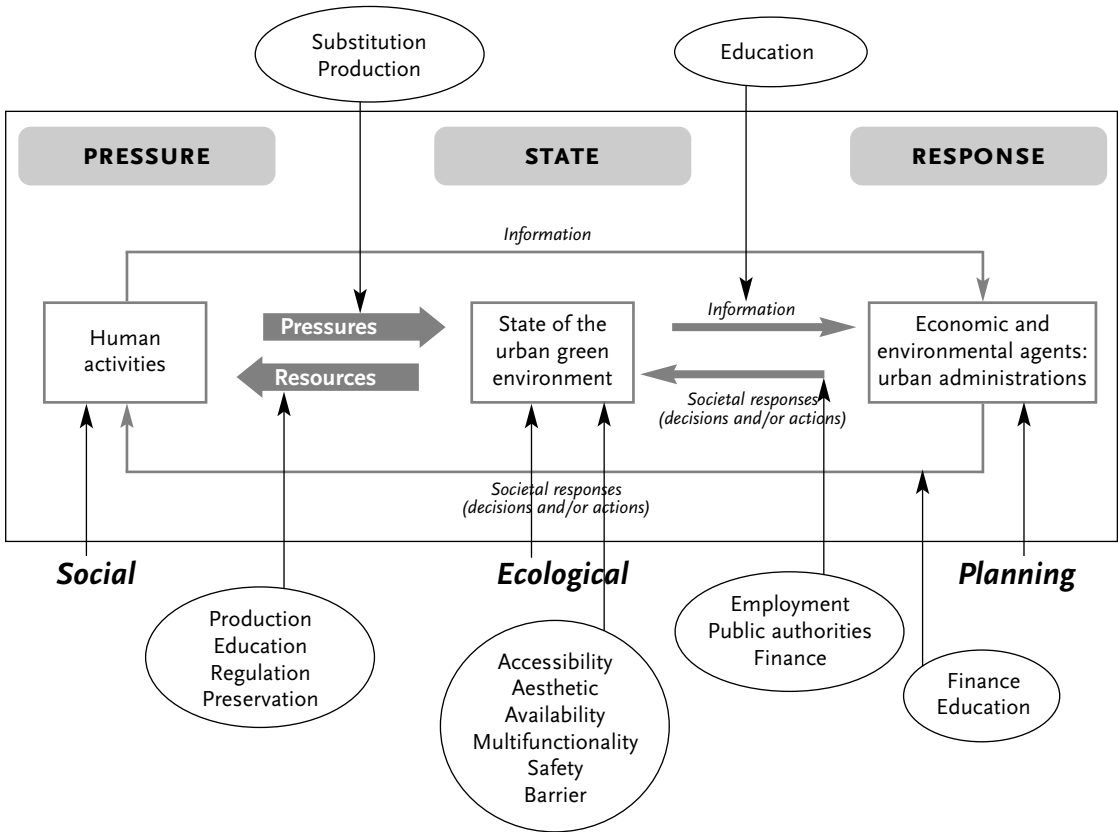 Substitution
Production
Education
PRESSURE
STATE
RESPONSE
Information
Human
activities
Pressures
Resources
State of the
urban green
environment
Information
Societal responses
(decisions and/or actions)
Economic and
environmental agents:
urban administrations
Societal responses
(decisions and/or actions)
Social
Ecological
Planning
Production
Education
Regulation
Preservation
Accessibility
Aesthetic
Availability
Multifunctionality
Safety
Barrier
Employment
Public authorities
Finance
Finance
Education